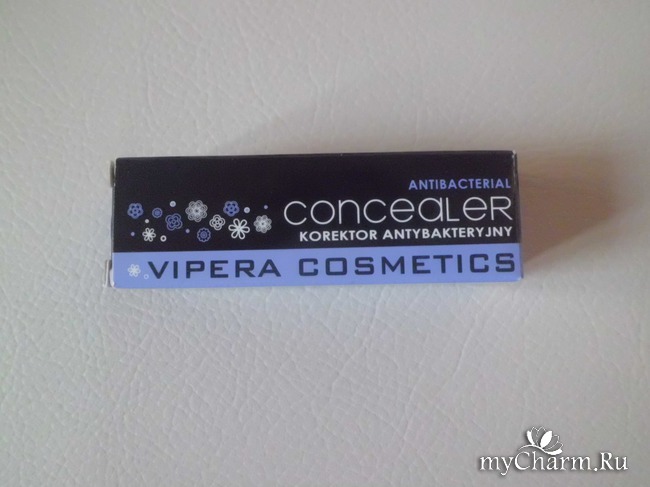 ANTIBACTERIAL
concealer
KOREKTOR ANTYBAKTERYJNY
VIPERA COSMETICS
myCharm.Ru